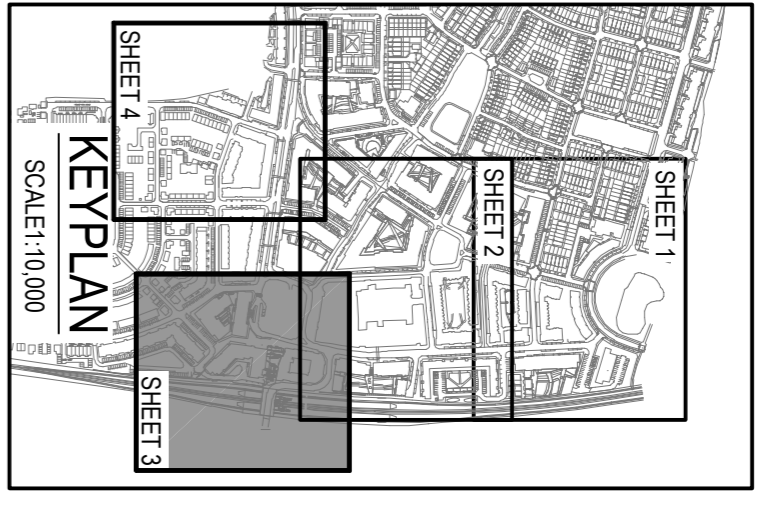 SHEET 1
SHEET 2
SHEET 3
SHEET 4
KEYPLAN
SCALE1:10,000